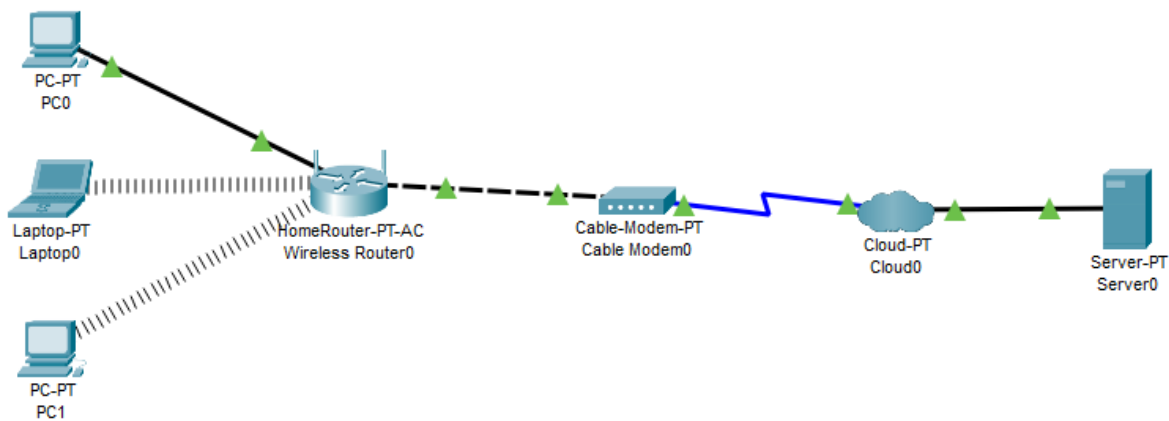 PC-PT
PC0
Laptop-PT
Laptop0
PC-PT
PC1
HomeRouter-PT-AC
Wireless Router0
Cable-Modem-PT
Cable Modem0
Cloud-PT
Cloud0
Server-PT
Server0